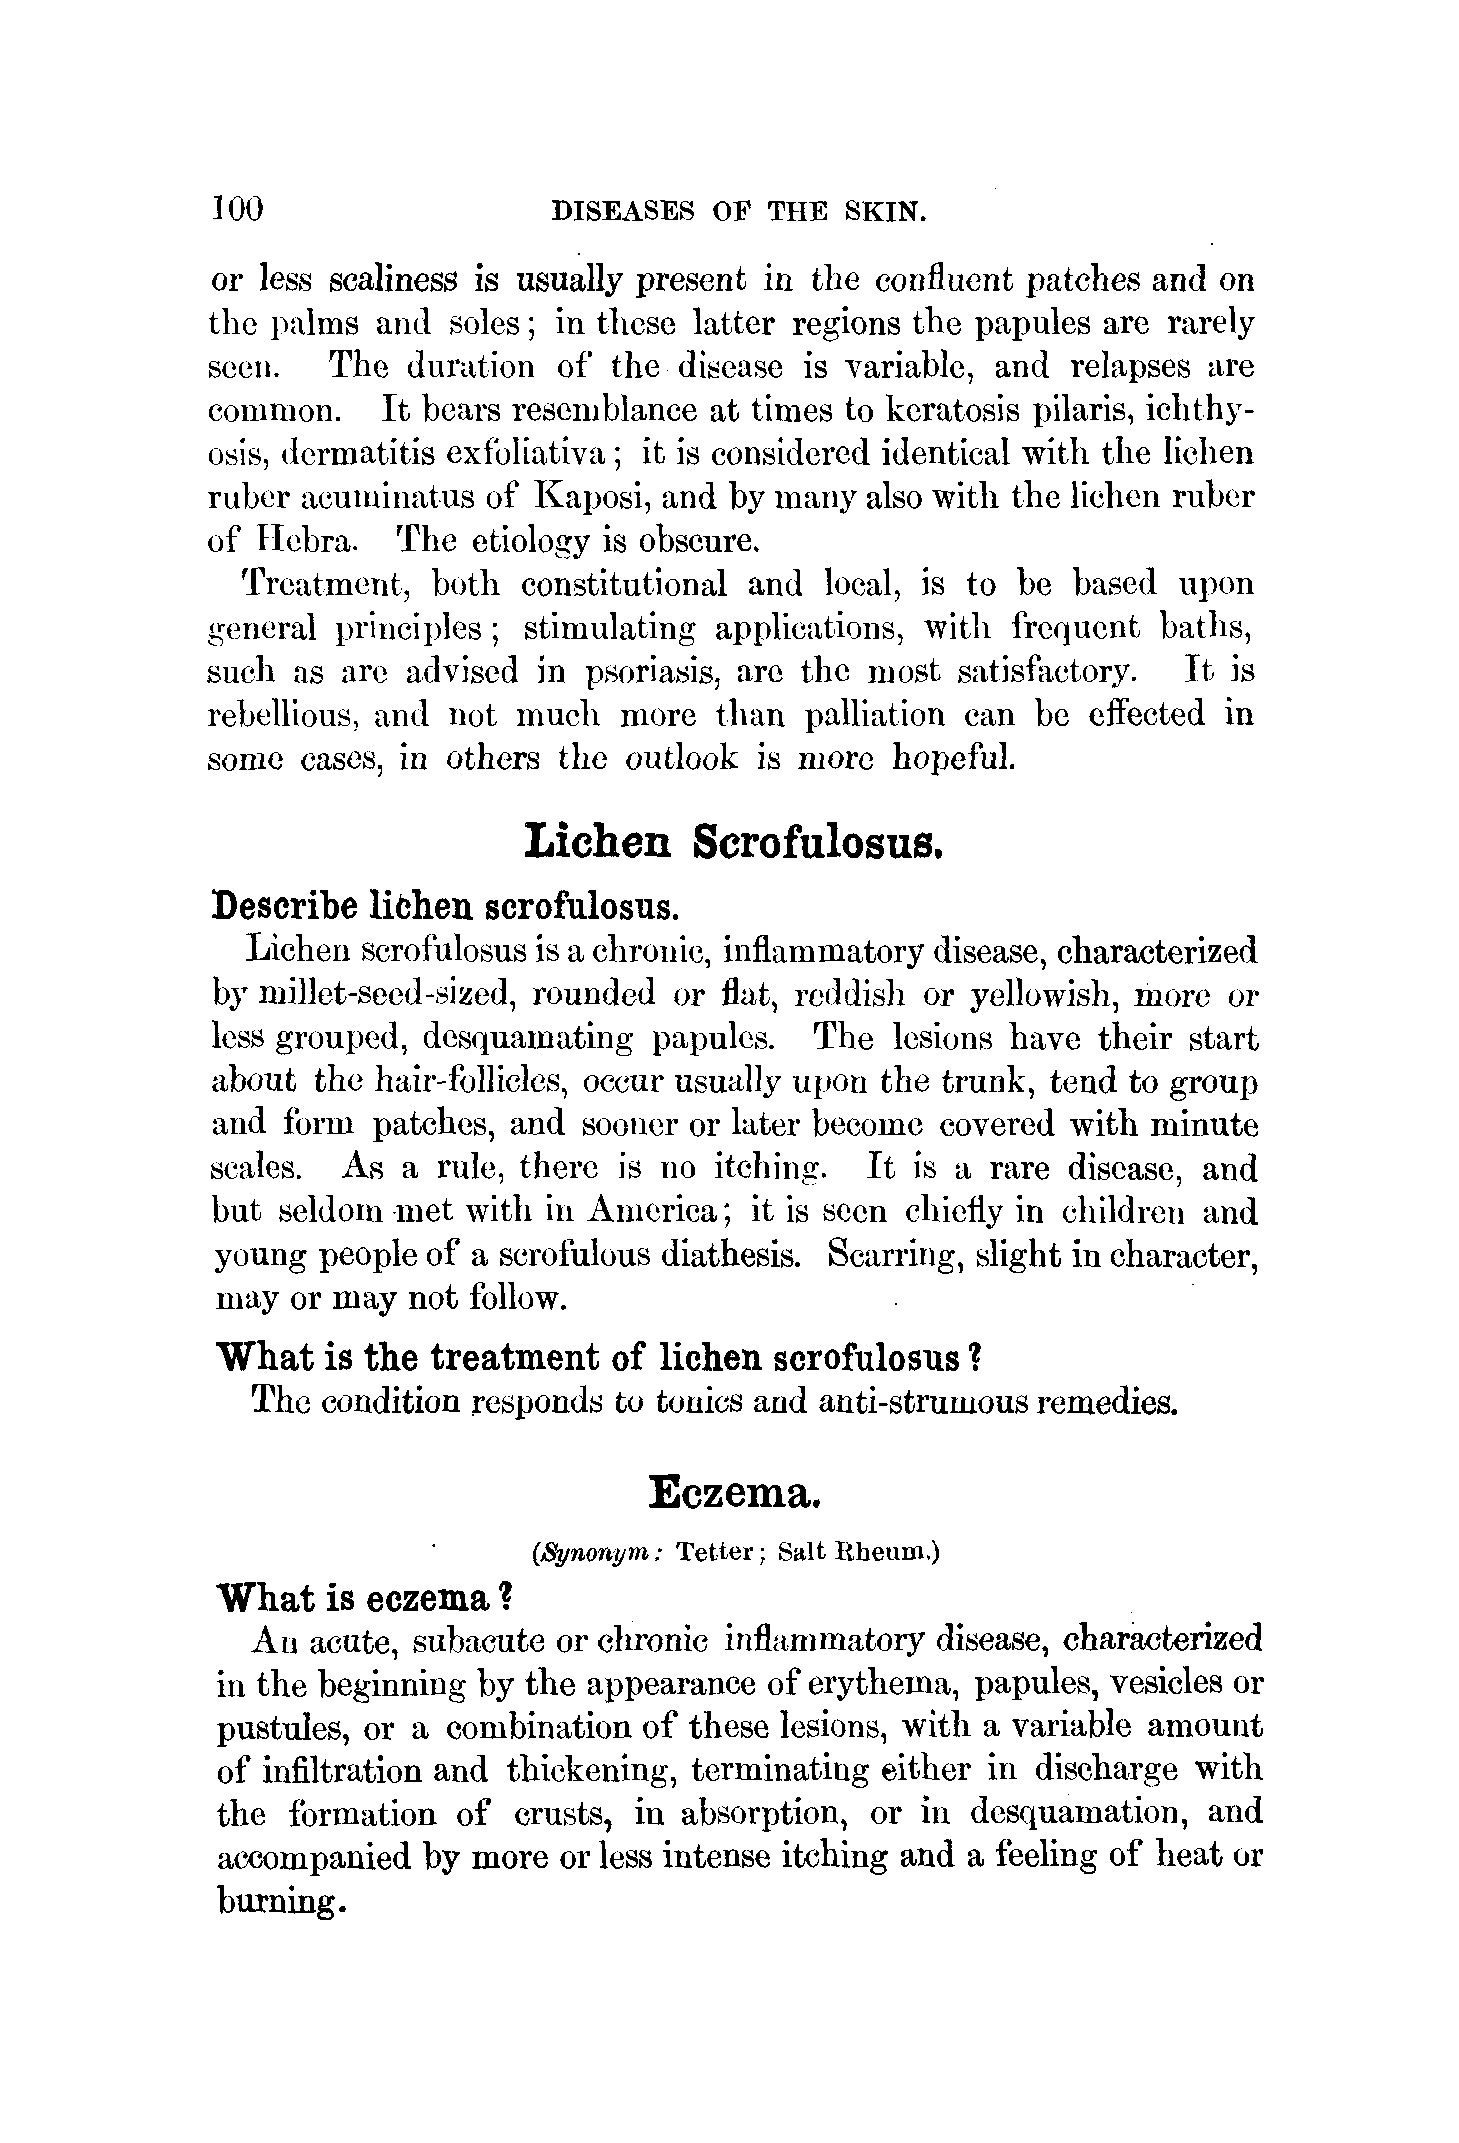 100 DISEASES OF THE SKIN.
or less scaliness is usually present in the confluent patches and on
the palms and soles; in these latter regions the papules are rarely
seen. The duration of the disease is variable, and relapses are
common. It bears resemblance at times to keratosis pilaris, ichthy-
osis, dermatitis exfoliativa; it is considered identical with the lichen
ruber acuminatus of Kaposi, and by many also with the lichen ruber
of Hebra. The etiology is obscure.
Treatment, both constitutional and local, is to be based upon
general principles; stimulating applications, with frequent baths,
such as are advised in psoriasis, are the most satisfactory. It is
rebellious, and not much more than palliation can be effected in
some cases, in others the outlook is more hopeful.
Lichen Scrofulosus.
Describe lichen scrofulosus.
Lichen scrofulosus is a chronic, inflammatory disease, characterized
by millet-seed-sized, rounded or flat, reddish or yellowish, more or
less grouped, desquamating papules. The lesions have their start
about the hair-follicles, occur usually upon the trunk, tend to group
and form patches, and sooner or later become covered with minute
scales. As a rule, there is no itching. It is a rare disease, and
but seldom met with in America; it is seen chiefly in children and
young people of a scrofulous diathesis. Scarring, slight in character,
may or may not follow.
What is the treatment of lichen scrofulosus?
The condition responds to tonics and anti-strumous remedies.
Eczema.
(Synonym: Tetter; Salt Rheum.)
What is eczema?
An acute, subacute or chronic inflammatory disease, characterized
in the beginning by the appearance of erythema, papules, vesicles or
pustules, or a combination of these lesions, with a variable amount
of infiltration and thickening, terminating either in discharge with
the formation of crusts, in absorption, or in desquamation, and
accompanied by more or less intense itching and a feeling of heat or
burning.